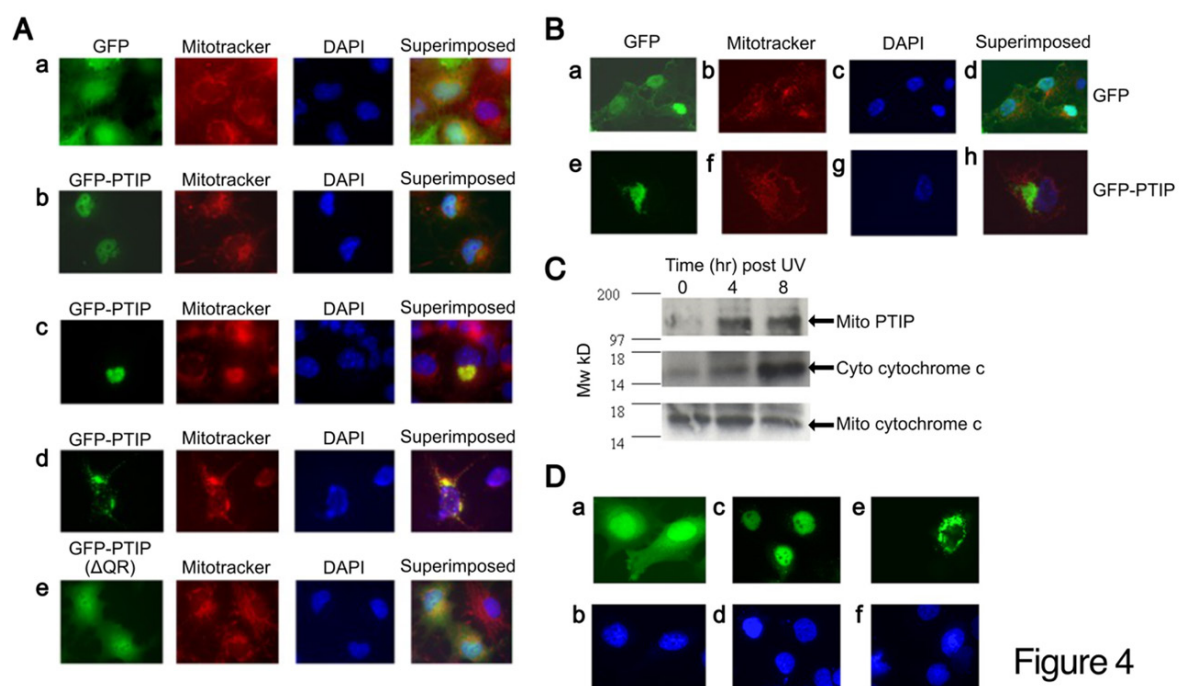 A
GFP Mitotracker DAPI Superimposed
a
GFP-PTIP Mitotracker DAPI Superimposed
b
GFP-PTIP Mitotracker DAPI Superimposed
c
GFP-PTIP Mitotracker DAPI Superimposed
d
GFP-PTIP
(ΔQR) Mitotracker DAPI Superimposed
e
B
GFP Mitotracker DAPI Superimposed
a b c d GFP
e f g h GFP-PTIP
C
Time (hr) post UV
0 4 8
200
Mito PTIP
97
18
Cyto cytochrome c
14
18
Mito cytochrome c
14
Mw kD
D
a c e
b d f
Figure 4